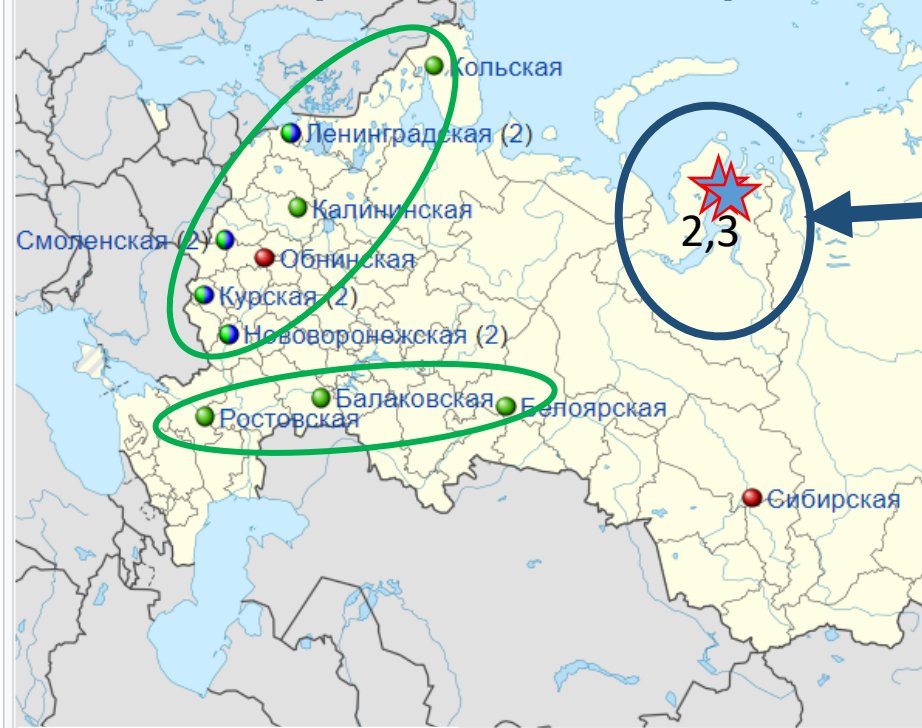 Кольская
Ленинградская (2)
Калининская
2,3
Смоленская (2)
Обнинская
Курская (2)
Нововоронежская (2)
Балаковская
Белоярская
Ростовская
Сибирская